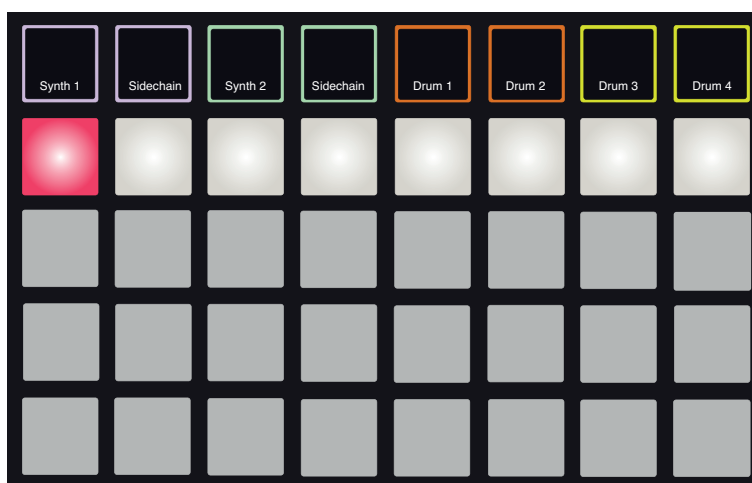 Synth 1
Sidechain
Synth 2
Sidechain
Drum 1
Drum 2
Drum 3
Drum 4